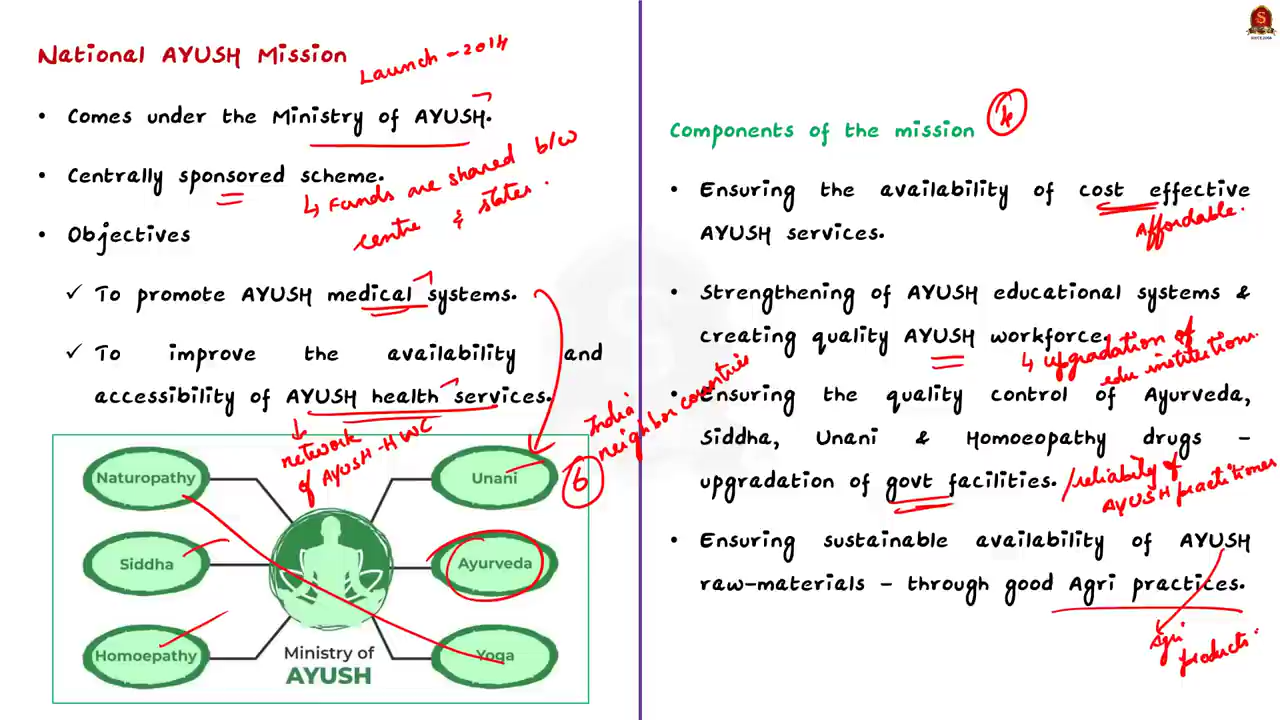 National AYUSH Mission
Launch - 2014
• Comes under the Ministry of AYUSH.
• Centrally sponsored scheme.
↳ Funds are shared b/w
centre & states.
• Objectives
✓ To promote AYUSH medical systems.
✓ To improve the availability and
accessibility of AYUSH health services.
↓
network
of AYUSH-HWC
India
neighbor countries
6
Naturopathy
Unani
Siddha
Ayurveda
Homoepathy
Yoga
Ministry of
AYUSH
Components of the mission
4
• Ensuring the availability of cost effective
AYUSH services.
Affordable.
• Strengthening of AYUSH educational systems &
creating quality AYUSH workforce.
↳ upgradation of
edu institutions.
• Ensuring the quality control of Ayurveda,
Siddha, Unani & Homoeopathy drugs –
upgradation of govt facilities.
/reliability of
AYUSH practitioner
• Ensuring sustainable availability of AYUSH
raw-materials – through good Agri practices.
Agri
products
S
SINCE 2004